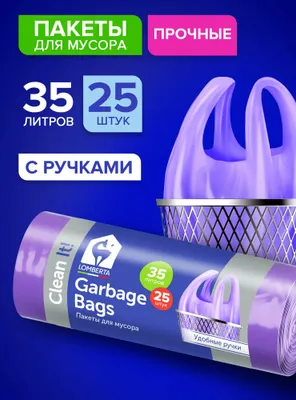 ПАКЕТЫ
ДЛЯ МУСОРА
ПРОЧНЫЕ
35
ЛИТРОВ
25
ШТУК
С РУЧКАМИ
Clean It!
LOMBERTA
Garbage
Bags
Пакеты для мусора
35
литров
25
штук
Удобные ручки